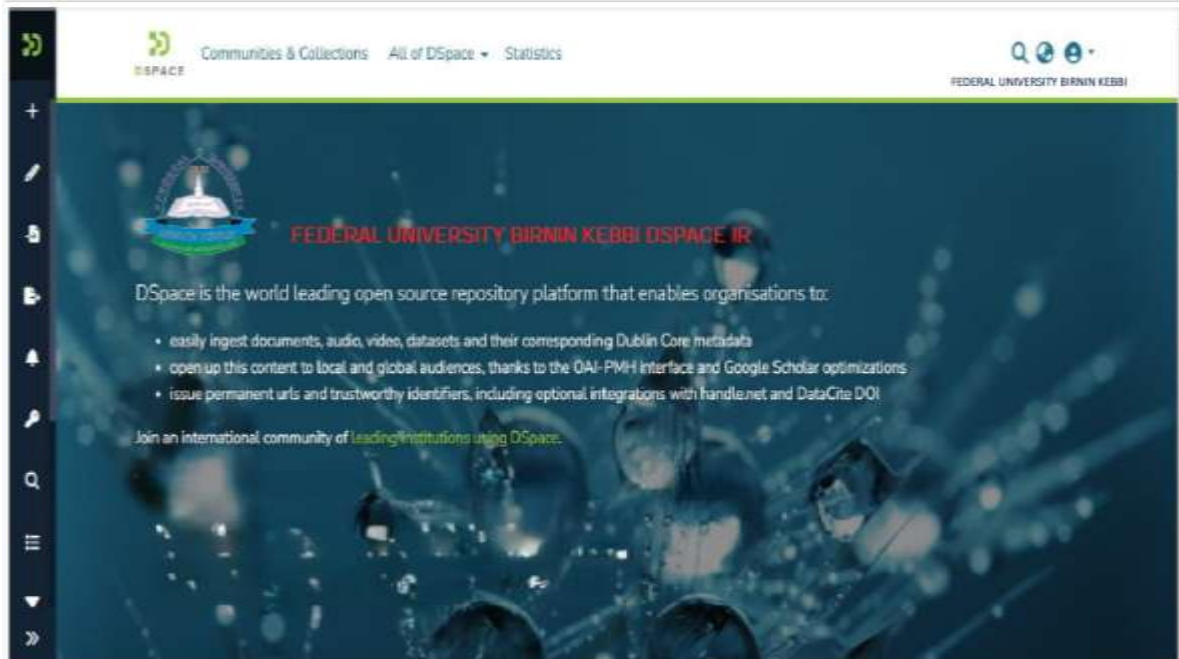 Communities & Collections All of DSpace Statistics
DSPACE
FEDERAL UNIVERSITY BIRNIN KEBBI
FEDERAL UNIVERSITY BIRNIN KEBBI DSPACE IR
DSpace is the world leading open source repository platform that enables organisations to:
• easily ingest documents, audio, video, datasets and their corresponding Dublin Core metadata
• open up this content to local and global audiences, thanks to the OAI-PMH interface and Google Scholar optimizations
• issue permanent urls and trustworthy identifiers, including optional integrations with handle.net and DataCite DOI
Join an international community of leading institutions using DSpace.